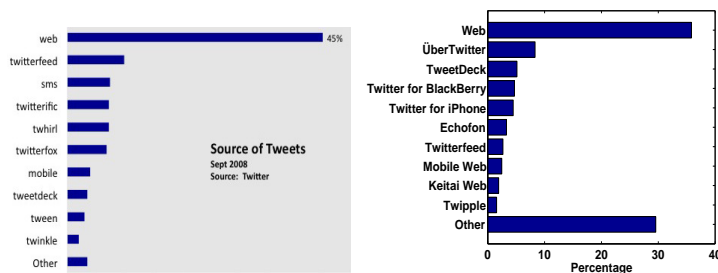 web
45%
twitterfeed
sms
twitterific
twhirl
twitterfox
mobile
tweetdeck
tween
twinkle
Other
Source of Tweets
Sept 2008
Source: Twitter
Web
ÜberTwitter
TweetDeck
Twitter for BlackBerry
Twitter for iPhone
Echofon
Twitterfeed
Mobile Web
Keitai Web
Twipple
Other
0 10 20 30 40
Percentage